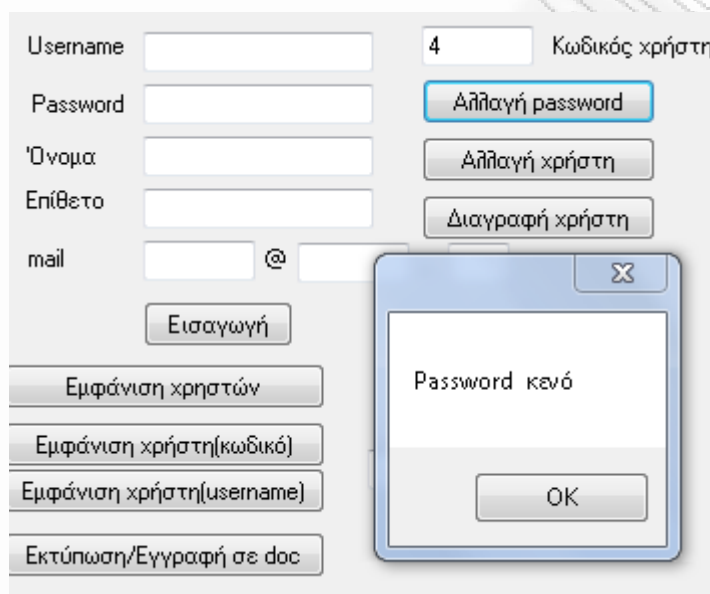 Username
4 Κωδικός χρήστη
Password
Αλλαγή password
Όνομα
Αλλαγή χρήστη
Επίθετο
Διαγραφή χρήστη
mail @
Εισαγωγή
Εμφάνιση χρηστών
Εμφάνιση χρήστη(κωδικό)
Εμφάνιση χρήστη(username)
Εκτύπωση/Εγγραφή σε doc
Password κενό
OK